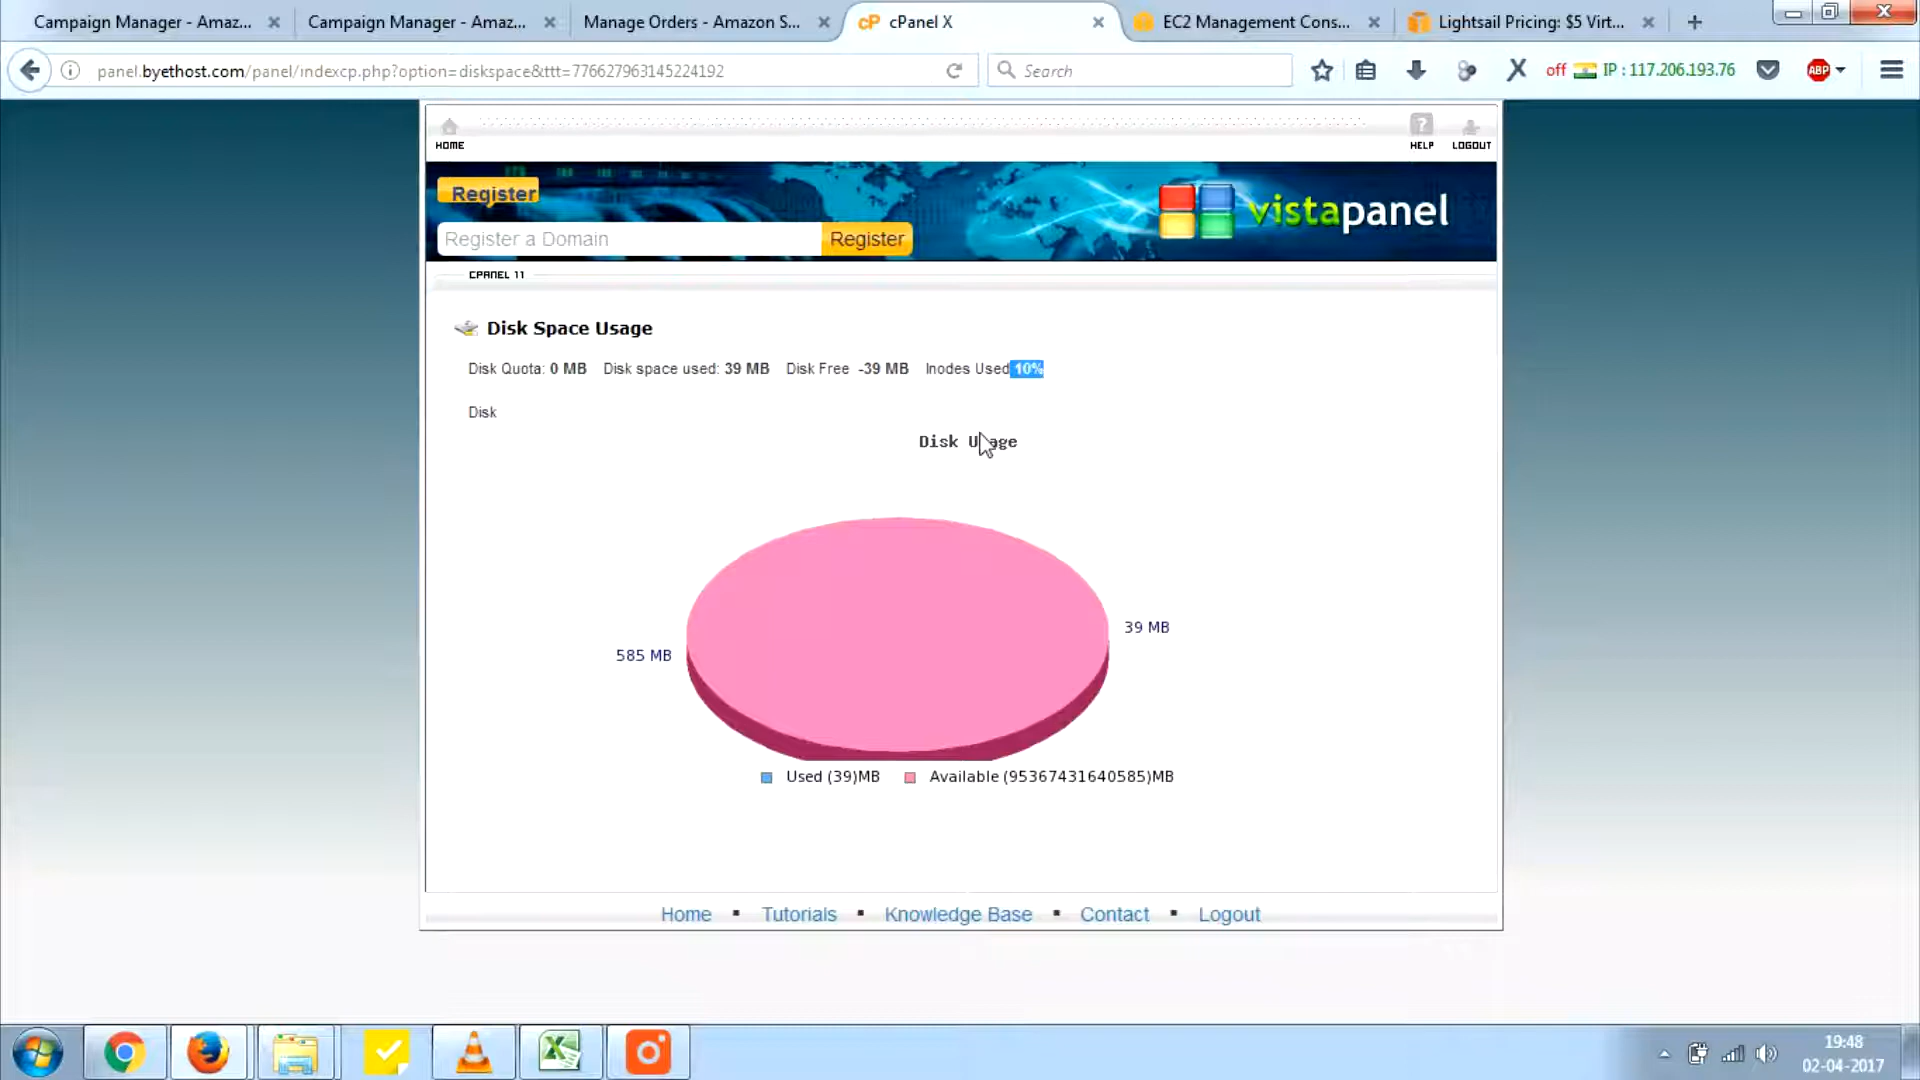 Campaign Manager - Amaz...
Campaign Manager - Amaz...
Manage Orders - Amazon S...
cP cPanel X
EC2 Management Cons...
Lightsail Pricing: $5 Virt...
panel.byethost.com/panel/indexcp.php?option=diskspace&ttt=776627963145224192
Search
off IP : 117.206.193.76
ABP
HOME
HELP
LOGOUT
Register
vistapanel
Register a Domain
Register
CPANEL 11
Disk Space Usage
Disk Quota: 0 MB Disk space used: 39 MB Disk Free -39 MB Inodes Used 10%
Disk
Disk Usage
39 MB
585 MB
Used (39)MB Available (95367431640585)MB
Home ▪ Tutorials ▪ Knowledge Base ▪ Contact ▪ Logout
19:48
02-04-2017